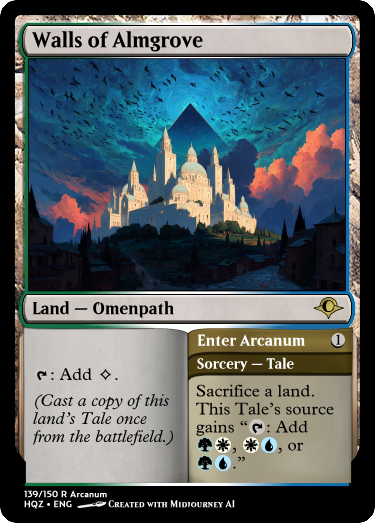 Walls of Almgrove
Land — Omenpath
: Add .
(Cast a copy of this
land's Tale once
from the battlefield.)
Enter Arcanum 1
Sorcery — Tale
Sacrifice a land.
This Tale's source
gains “: Add
, , or
.”
139/150 R Arcanum
HQZ • ENG Created with Midjourney AI